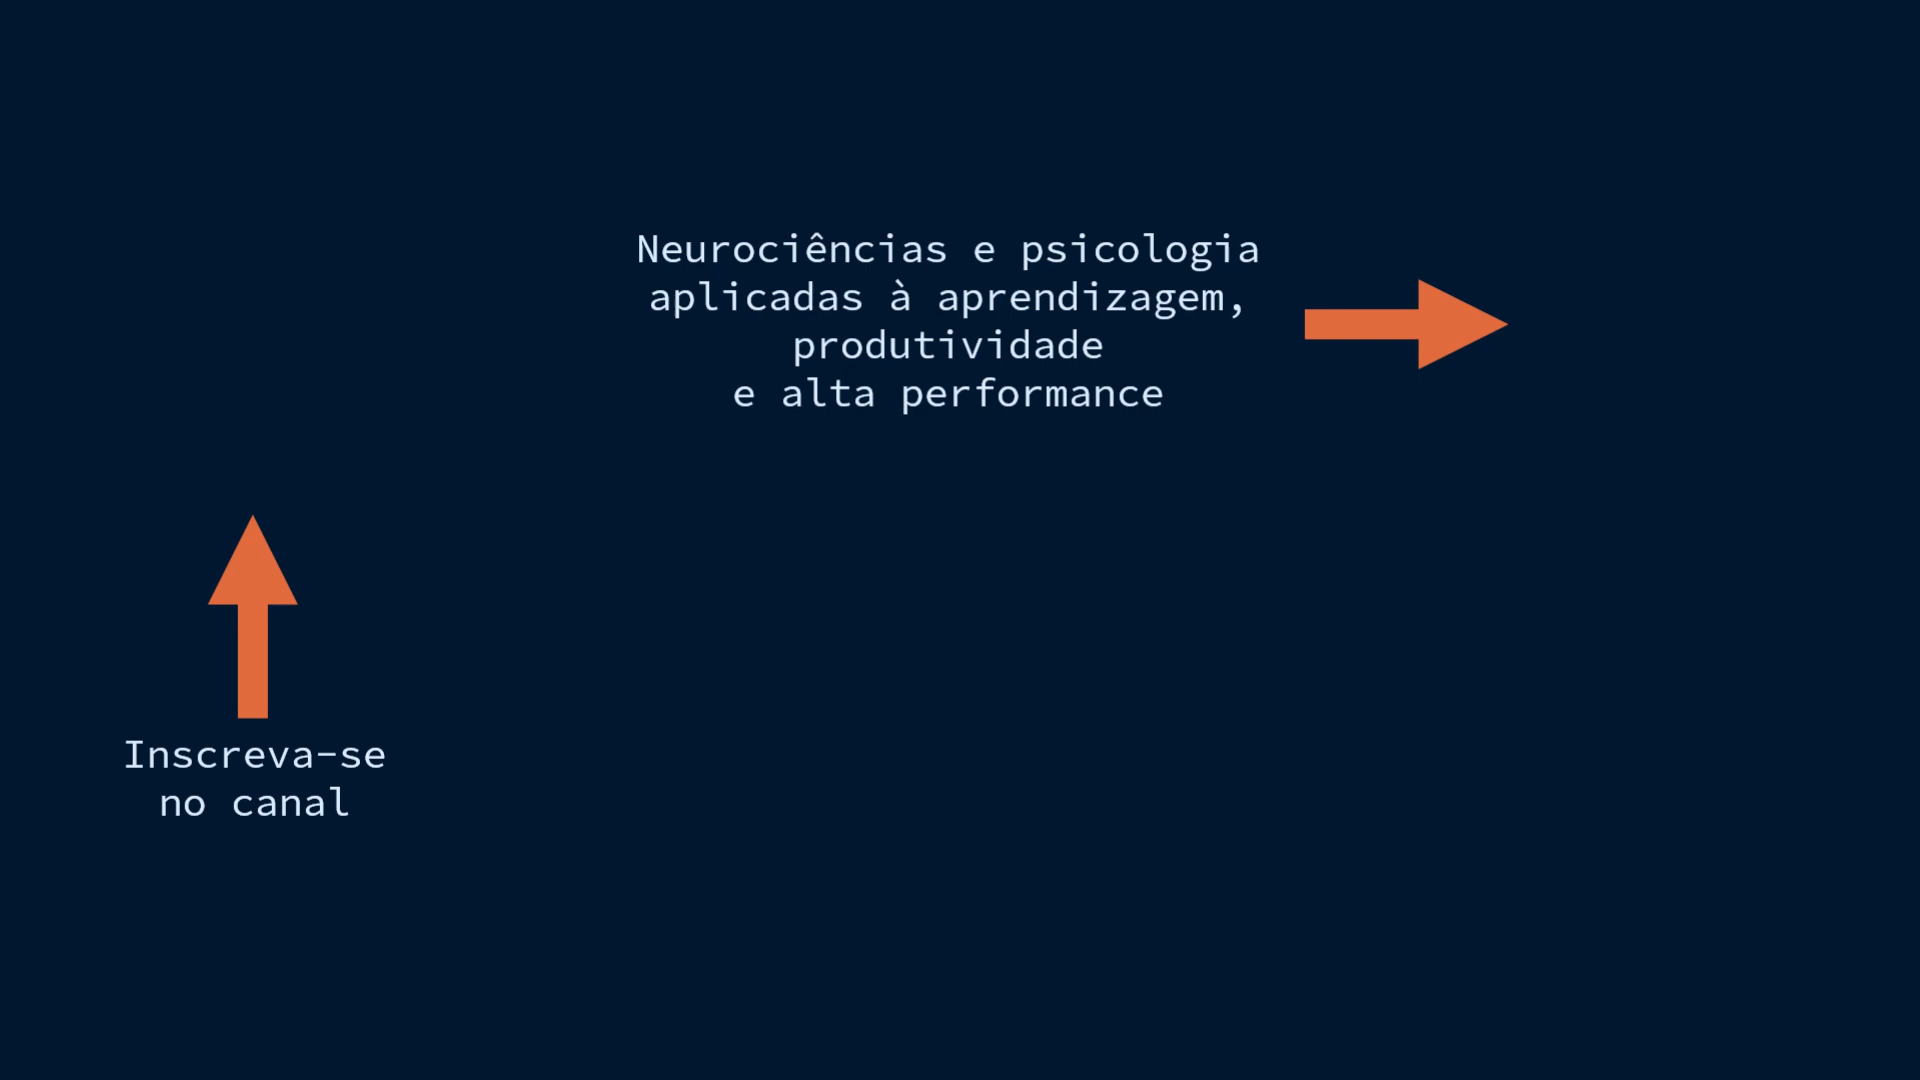 Neurociências e psicologia
aplicadas à aprendizagem,
produtividade
e alta performance
Inscreva-se
no canal